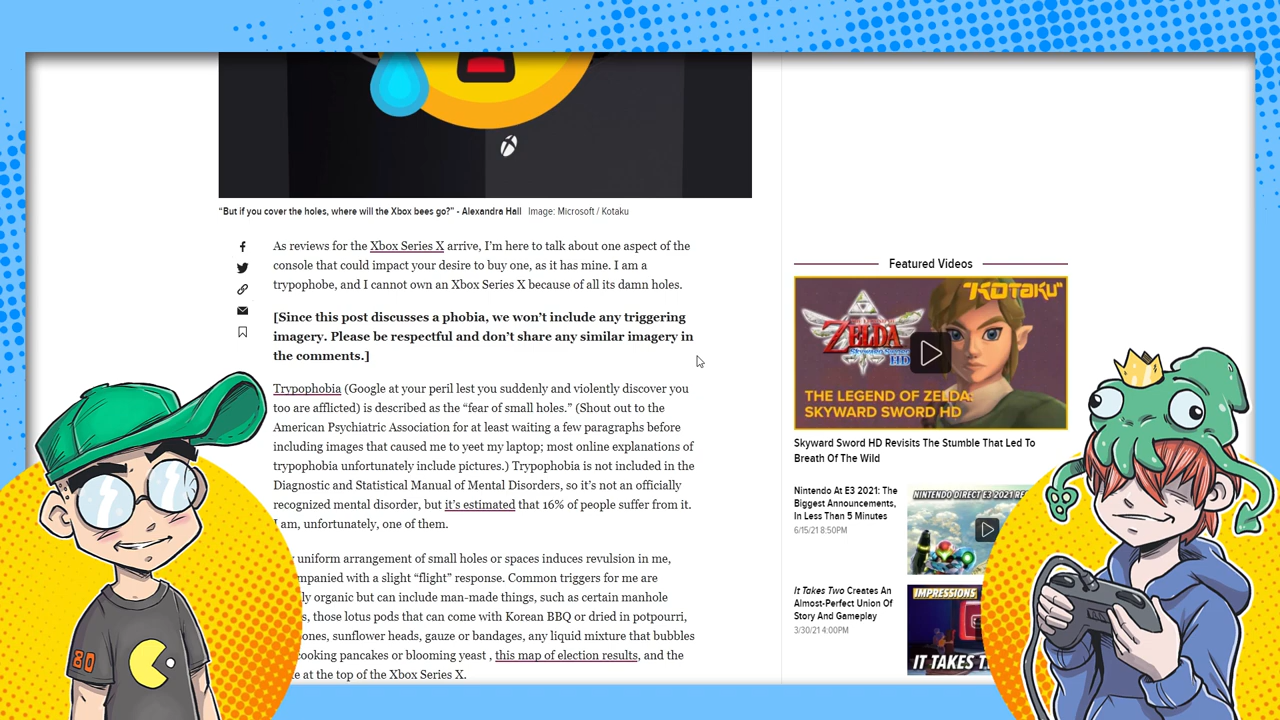 "But if you cover the holes, where will the Xbox bees go?" - Alexandra Hall Image: Microsoft / Kotaku
As reviews for the Xbox Series X arrive, I'm here to talk about one aspect of the
console that could impact your desire to buy one, as it has mine. I am a
trypophobe, and I cannot own an Xbox Series X because of all its damn holes.
[Since this post discusses a phobia, we won't include any triggering
imagery. Please be respectful and don't share any similar imagery in
the comments.]
Trypophobia (Google at your peril lest you suddenly and violently discover you
too are afflicted) is described as the "fear of small holes." (Shout out to the
American Psychiatric Association for at least waiting a few paragraphs before
including images that caused me to yeet my laptop; most online explanations of
trypophobia unfortunately include pictures.) Trypophobia is not included in the
Diagnostic and Statistical Manual of Mental Disorders, so it's not an officially
recognized mental disorder, but it's estimated that 16% of people suffer from it.
I am, unfortunately, one of them.
uniform arrangement of small holes or spaces induces revulsion in me,
mpanied with a slight "flight" response. Common triggers for me are
ly organic but can include man-made things, such as certain manhole
s, those lotus pods that can come with Korean BBQ or dried in potpourri,
ones, sunflower heads, gauze or bandages, any liquid mixture that bubbles
cooking pancakes or blooming yeast , this map of election results, and the
e at the top of the Xbox Series X.
Featured Videos
"KOTAKU"
THE LEGEND OF
ZELDA
Skyward Sword
HD
THE LEGEND OF ZELDA:
SKYWARD SWORD HD
Skyward Sword HD Revisits The Stumble That Led To
Breath Of The Wild
Nintendo At E3 2021: The
Biggest Announcements,
In Less Than 5 Minutes
6/15/21 8:50PM
NINTENDO DIRECT E3 2021 RE
It Takes Two Creates An
Almost-Perfect Union Of
Story And Gameplay
3/30/21 4:00PM
IMPRESSIONS
IT TAKES T
80